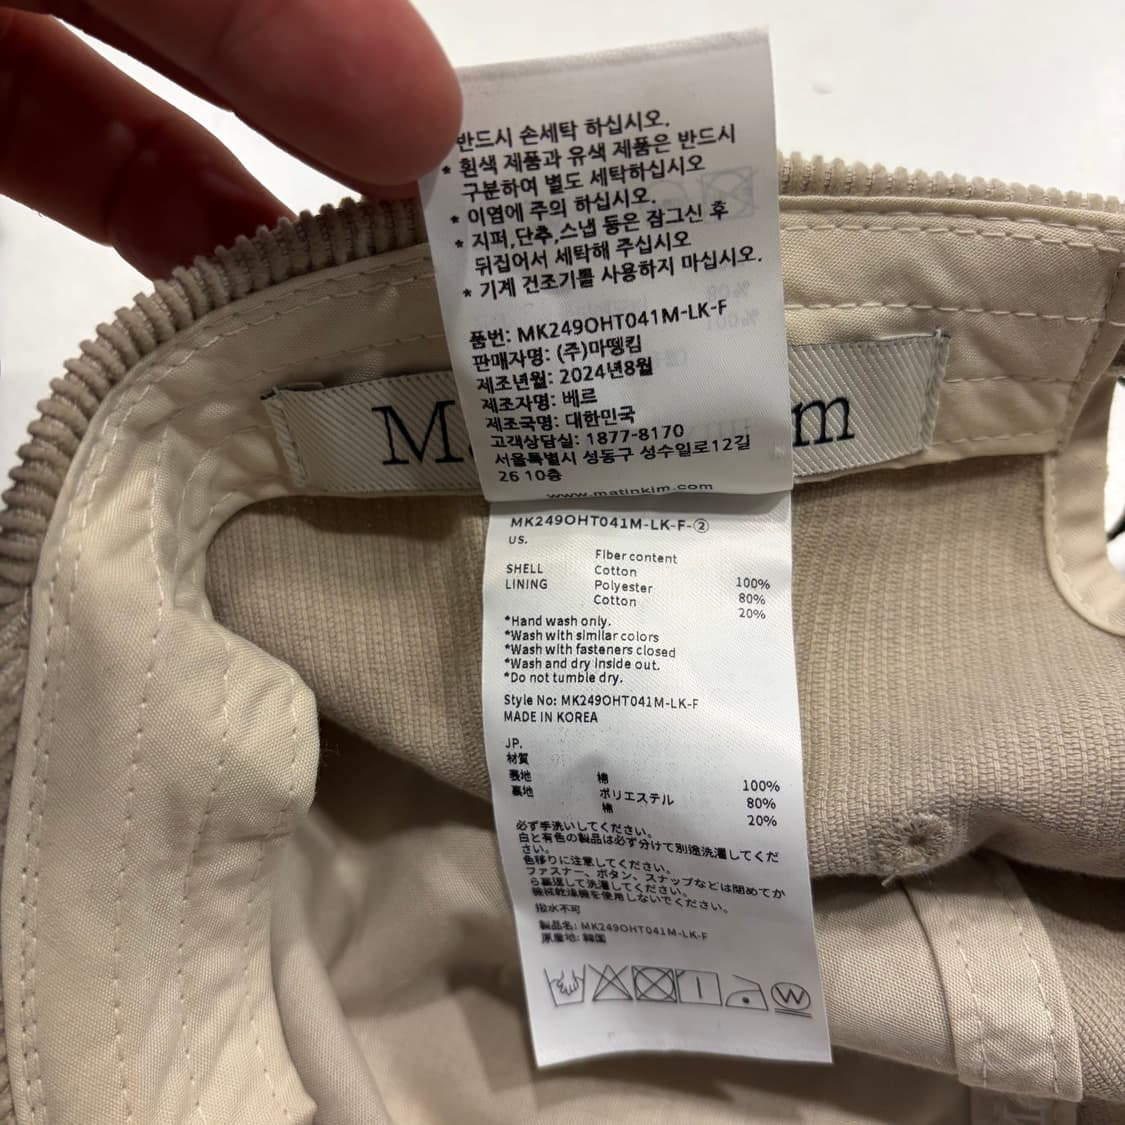 반드시 손세탁 하십시오.
* 흰색 제품과 유색 제품은 반드시
구분하여 별도 세탁하십시오
* 이염에 주의 하십시오.
* 지퍼,단추,스냅 등은 잠그신 후
뒤집어서 세탁해 주십시오
* 기계 건조기를 사용하지 마십시오.
품번: MK249OHT041M-LK-F
판매자명: (주)마뗑킴
제조년월: 2024년8월
제조자명: 베르
제조국명: 대한민국
고객상담실: 1877-8170
서울특별시 성동구 성수일로12길
26 10층
www.matinkim.com
MK249OHT041M-LK-F-②
US.
Fiber content
SHELL Cotton 100%
LINING Polyester 80%
Cotton 20%
*Hand wash only.
*Wash with similar colors
*Wash with fasteners closed
*Wash and dry inside out.
*Do not tumble dry.
Style No: MK249OHT041M-LK-F
MADE IN KOREA
JP.
材質
表地 棉 100%
裏地 ポリエステル 80%
棉 20%
必ず手洗いしてください。
白と有色の製品は必ず分けて別途洗濯してくだ
さい。
色移りに注意してください。
ファスナー、ボタン、スナップなどは閉めてか
ら裏返して洗濯してください。
機械乾燥機を使用しないでください。
撥水不可
製品名: MK249OHT041M-LK-F
原産地: 韓国
W